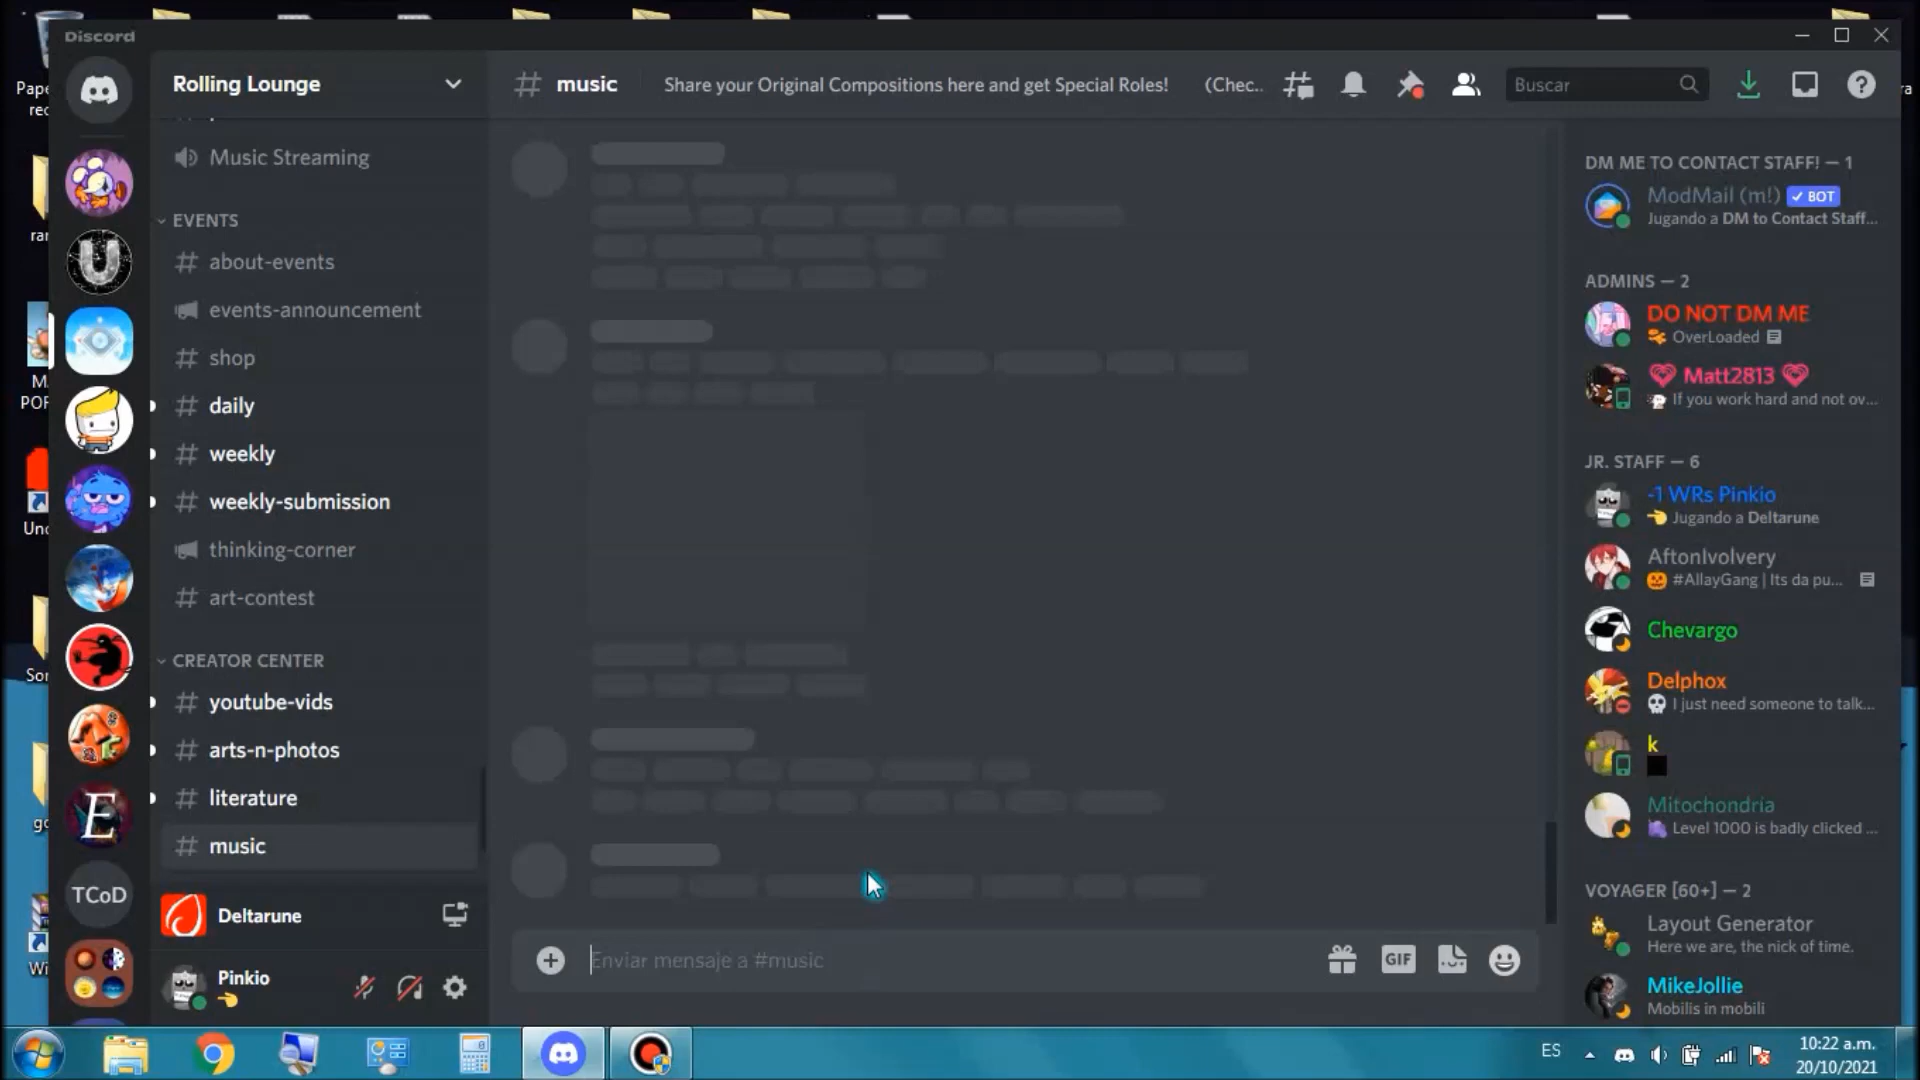 Discord
Rolling Lounge
Music Streaming
EVENTS
about-events
events-announcement
shop
daily
weekly
weekly-submission
thinking-corner
art-contest
CREATOR CENTER
youtube-vids
arts-n-photos
literature
music
Deltarune
Pinkio
TCoD
U
E
music
Share your Original Compositions here and get Special Roles! (Chec..
Buscar
Enviar mensaje a #music
GIF
DM ME TO CONTACT STAFF! — 1
ModMail (m!) BOT
Jugando a DM to Contact Staff...
ADMINS — 2
DO NOT DM ME
OverLoaded
Matt2813
If you work hard and not ov...
JR. STAFF — 6
-1 WRs Pinkio
Jugando a Deltarune
AftonIvolvery
#AllayGang | Its da pu...
Chevargo
Delphox
I just need someone to talk...
k
Mitochondria
Level 1000 is badly clicked ...
VOYAGER [60+] — 2
Layout Generator
Here we are, the nick of time.
MikeJollie
Mobilis in mobili
ES
10:22 a.m.
20/10/2021